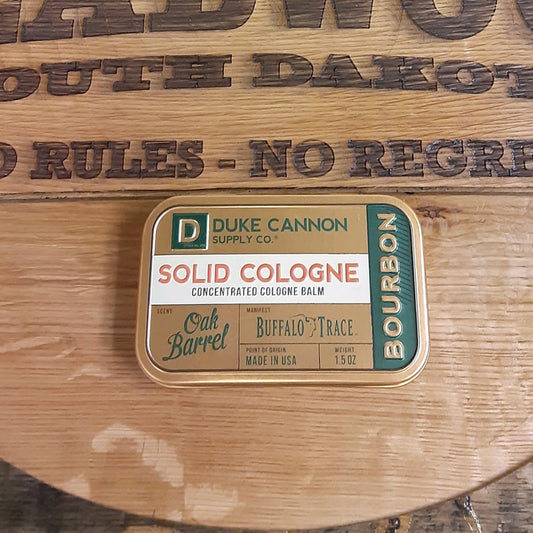 SOUTH DAKOT
RULES - NO REGRE
D DUKE CANNON
SUPPLY CO.®
SOLID COLOGNE
CONCENTRATED COLOGNE BALM
SCENT:
Oak
Barrel
MANIFEST:
BUFFALO TRACE
POINT OF ORIGIN:
MADE IN USA
WEIGHT:
1.5 OZ
BOURBON